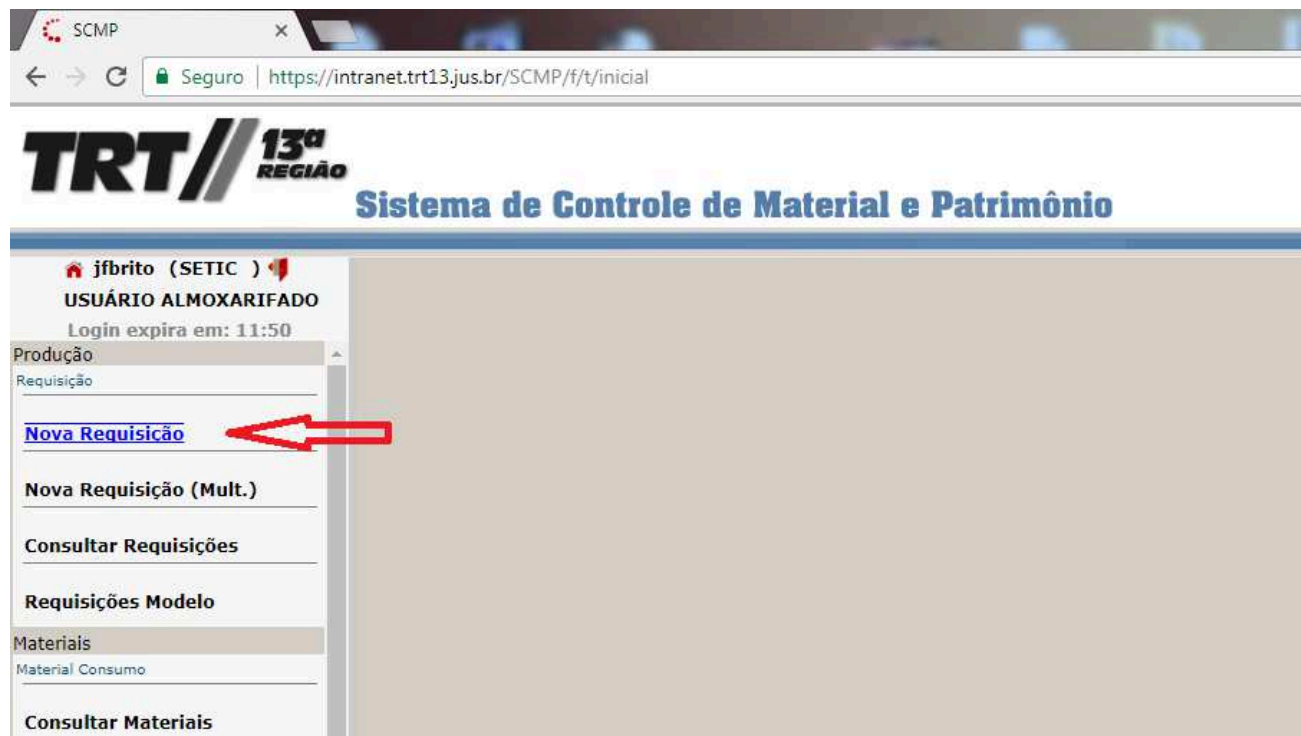 SCMP
Seguro | https://intranet.trt13.jus.br/SCMP/f/t/inicial
TRT// 13ª
REGIÃO
Sistema de Controle de Material e Patrimônio
jfbrito (SETIC )
USUÁRIO ALMOXARIFADO
Login expira em: 11:50
Produção
Requisição
Nova Requisição
Nova Requisição (Mult.)
Consultar Requisições
Requisições Modelo
Materiais
Material Consumo
Consultar Materiais